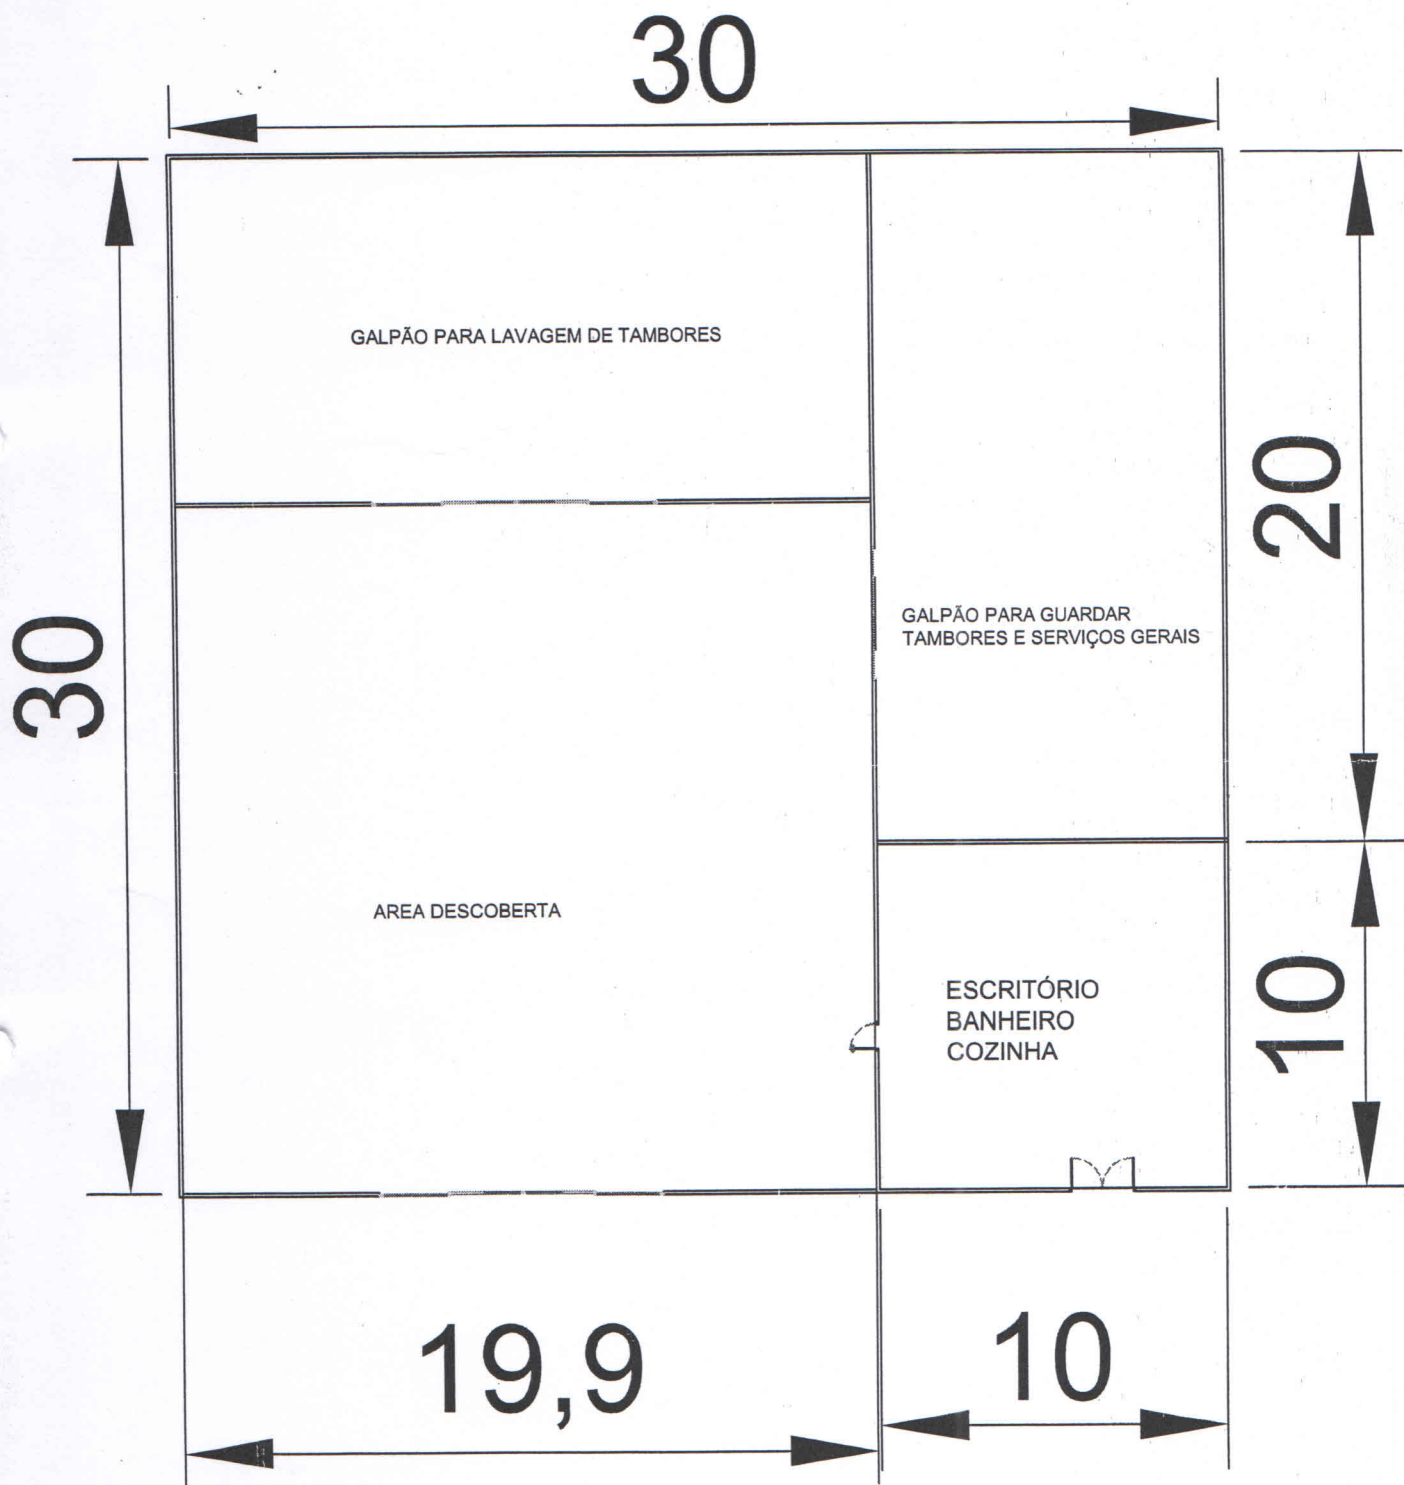 30
GALPÃO PARA LAVAGEM DE TAMBORES
20
GALPÃO PARA GUARDAR
TAMBORES E SERVIÇOS GERAIS
30
AREA DESCOBERTA
ESCRITÓRIO
BANHEIRO
COZINHA
10
19,9
10